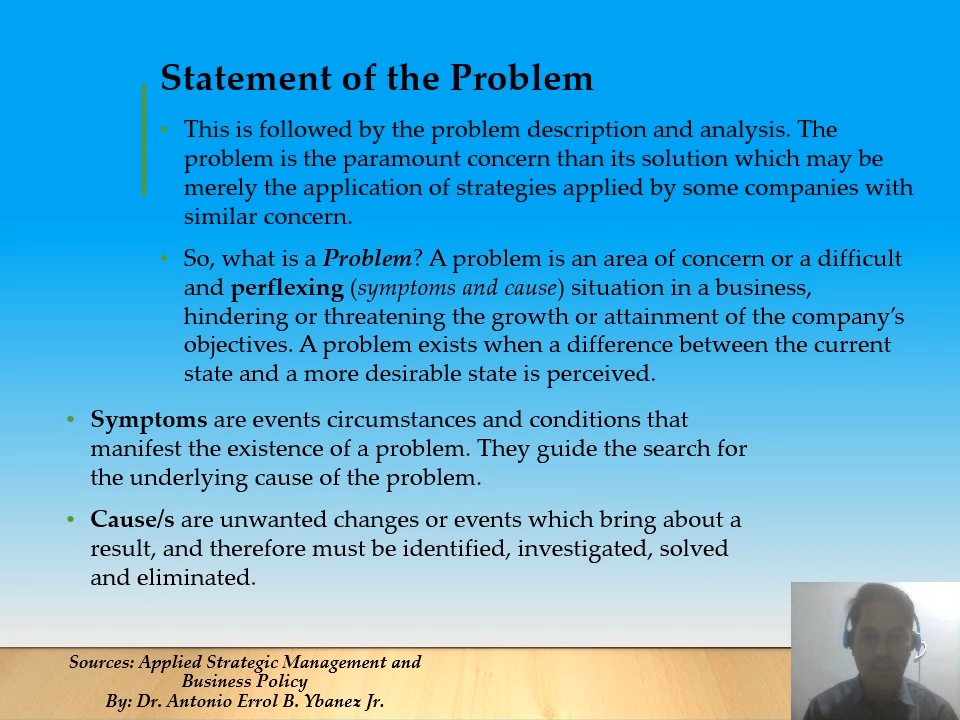 Statement of the Problem
• This is followed by the problem description and analysis. The
problem is the paramount concern than its solution which may be
merely the application of strategies applied by some companies with
similar concern.
• So, what is a Problem? A problem is an area of concern or a difficult
and perflexing (symptoms and cause) situation in a business,
hindering or threatening the growth or attainment of the company’s
objectives. A problem exists when a difference between the current
state and a more desirable state is perceived.
• Symptoms are events circumstances and conditions that
manifest the existence of a problem. They guide the search for
the underlying cause of the problem.
• Cause/s are unwanted changes or events which bring about a
result, and therefore must be identified, investigated, solved
and eliminated.
Sources: Applied Strategic Management and
Business Policy
By: Dr. Antonio Errol B. Ybanez Jr.